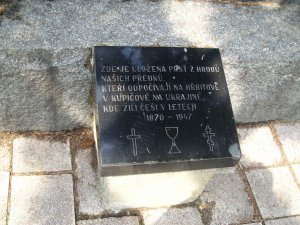 ZDE JE ULOŽENA PRSŤ Z HROBŮ
NAŠICH PŘEDKŮ,
KTEŘÍ ODPOČÍVAJÍ NA HŘBITOVĚ
V KUPIČOVĚ NA UKRAJINĚ,
KDE ŽILI ČEŠI V LETECH
1870 - 1947